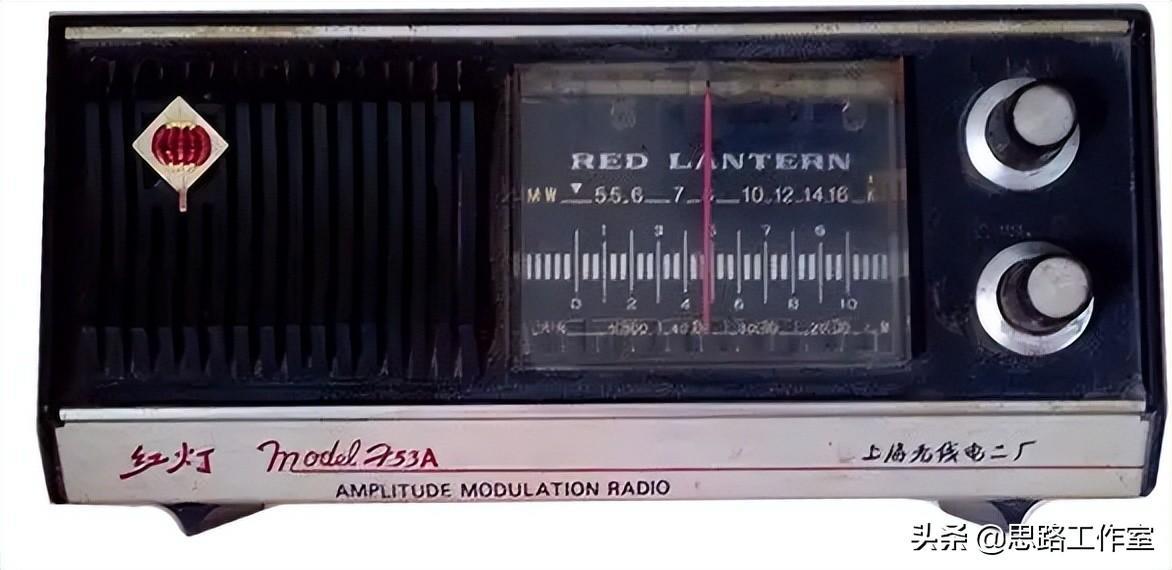 RED LANTERN
MW 55.6 7 8 10 12 14 16
1 3 5 7 9
0 2 4 6 8 10
红灯 Model 753A 上海无线电二厂
AMPLITUDE MODULATION RADIO
头条 @思路工作室